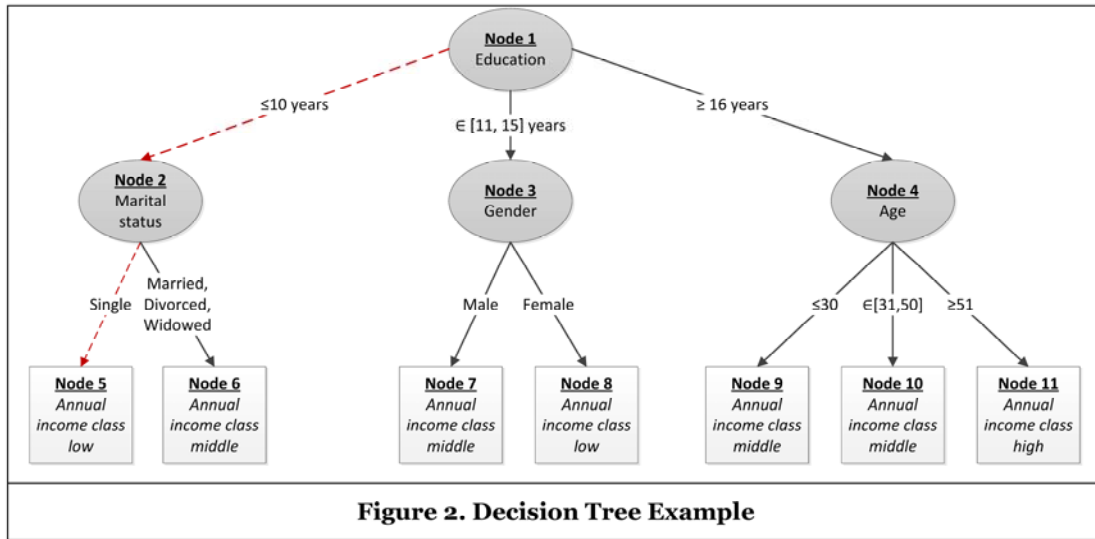 Node 1
Education
≤10 years
∈ [11, 15] years
≥ 16 years
Node 2
Marital
status
Node 3
Gender
Node 4
Age
Single
Married,
Divorced,
Widowed
Male
Female
≤30
∈[31,50]
≥51
Node 5
Annual
income class
low
Node 6
Annual
income class
middle
Node 7
Annual
income class
middle
Node 8
Annual
income class
low
Node 9
Annual
income class
middle
Node 10
Annual
income class
middle
Node 11
Annual
income class
high
Figure 2. Decision Tree Example